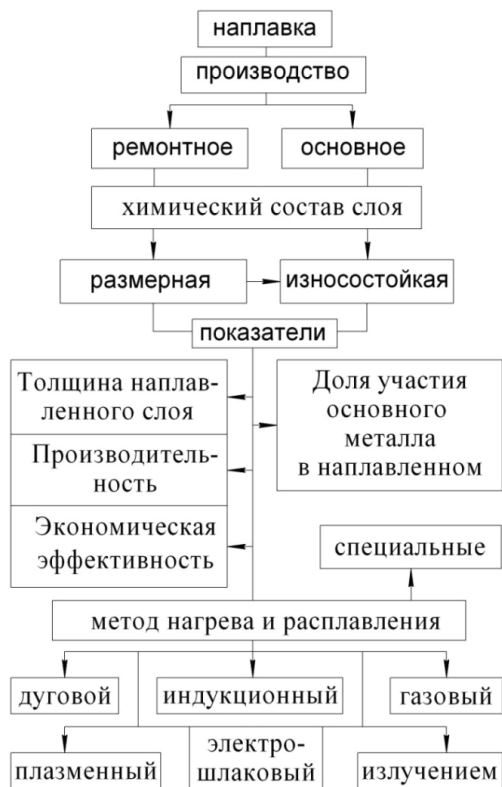 наплавка
производство
ремонтное
основное
химический состав слоя
размерная
износостойкая
показатели
Толщина наплав-
ленного слоя
Производитель-
ность
Экономическая
эффективность
Доля участия
основного
металла
в наплавленном
специальные
метод нагрева и расплавления
дуговой
индукционный
газовый
плазменный
электро-
шлаковый
излучением